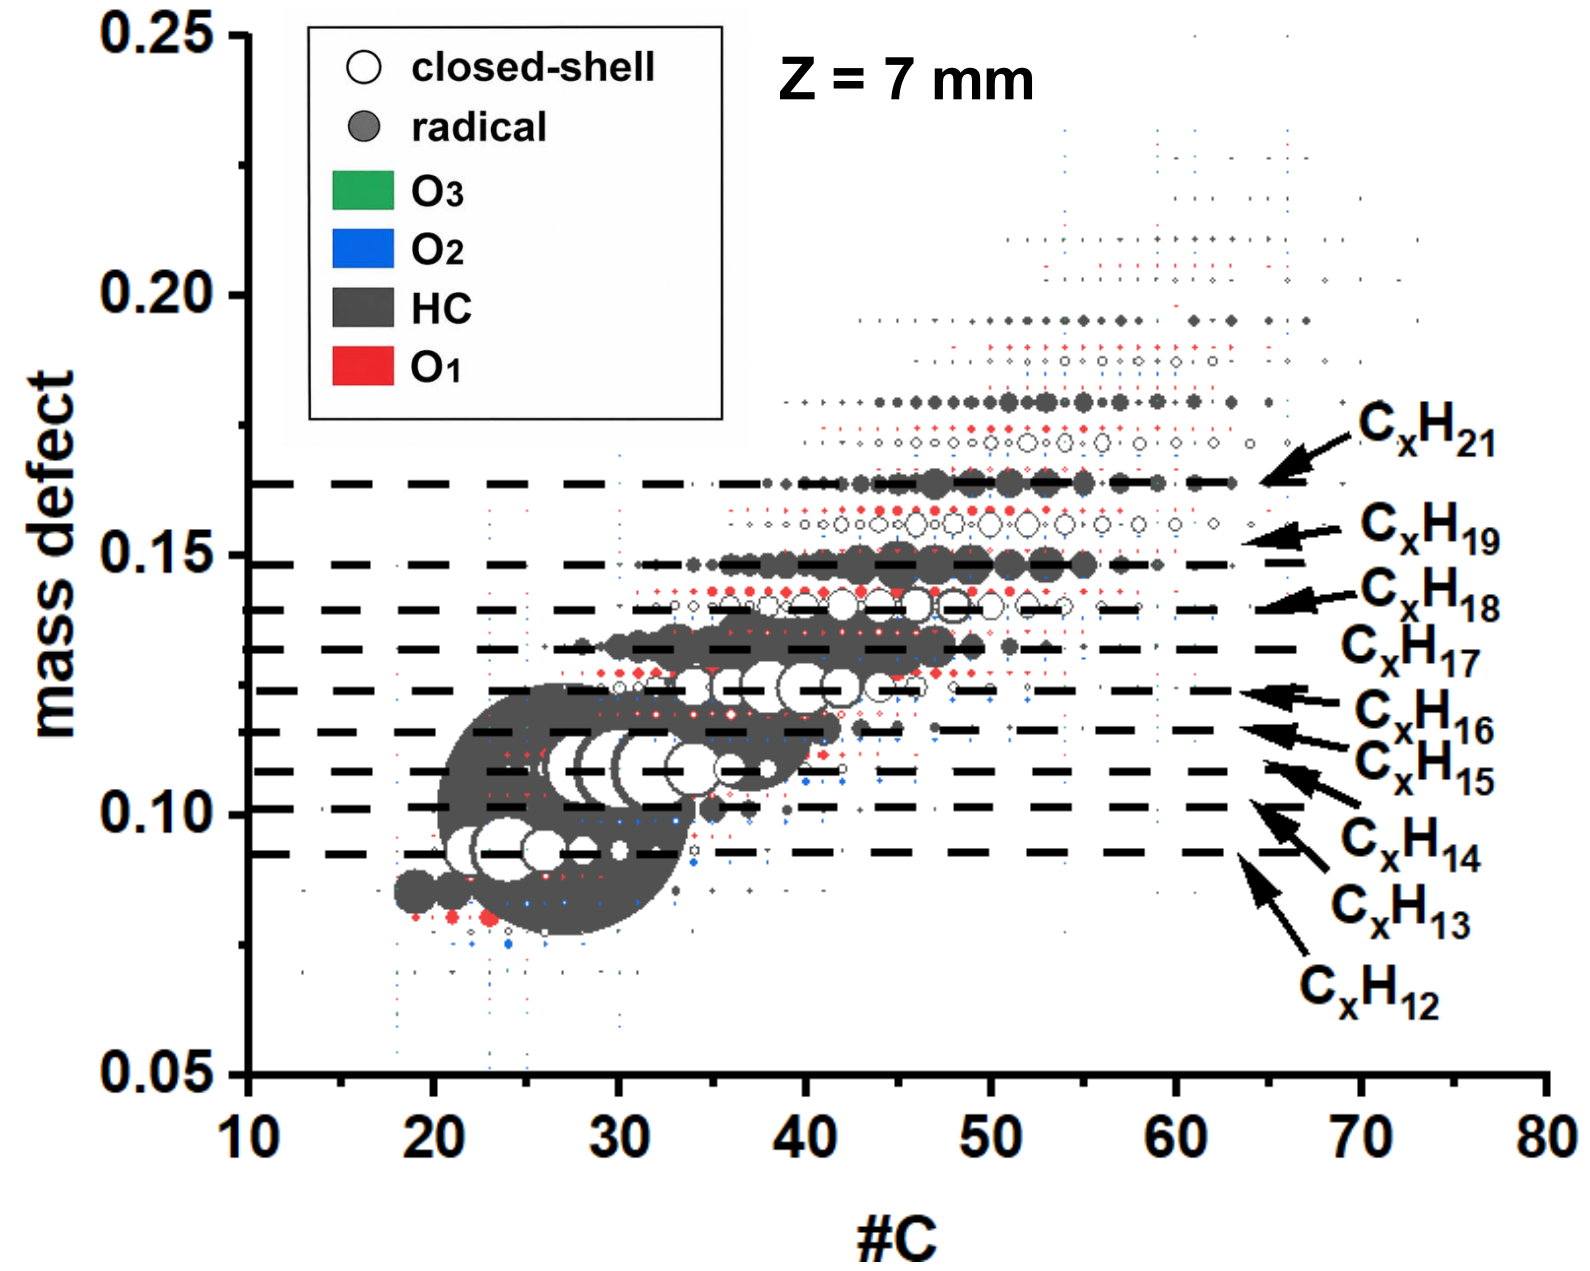 0.25
0.20
0.15
0.10
0.05
mass defect
closed-shell
radical
O3
O2
HC
O1
Z = 7 mm
CxH21
CxH19
CxH18
CxH17
CxH16
CxH15
CxH14
CxH13
CxH12
10 20 30 40 50 60 70 80
#C